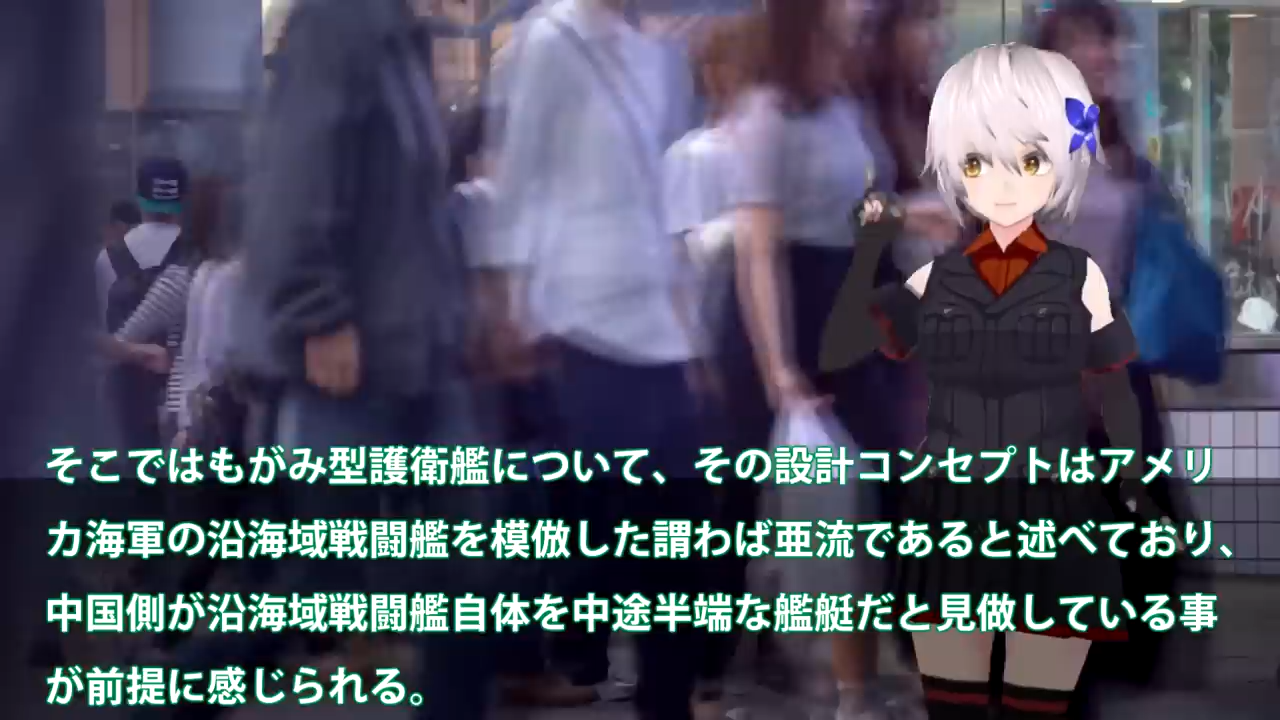 そこではもがみ型護衛艦について、その設計コンセプトはアメリ
カ海軍の沿海域戦闘艦を模倣した謂わば亜流であると述べており、
中国側が沿海域戦闘艦自体を中途半端な艦艇だと見做している事
が前提に感じられる。